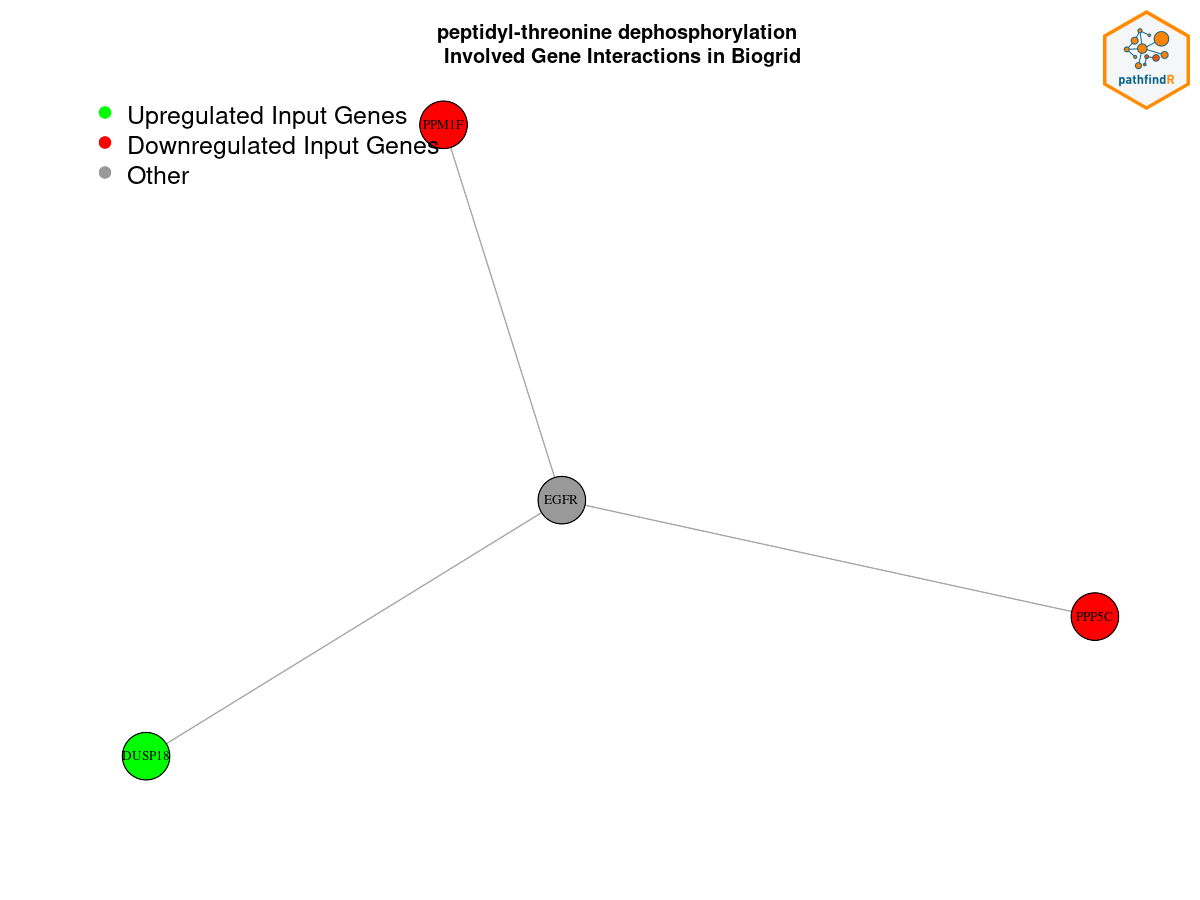 peptidyl-threonine dephosphorylation
Involved Gene Interactions in Biogrid
pathfindR
Upregulated Input Genes
Downregulated Input Genes
Other
PPM1F
EGFR
PPP5C
DUSP18